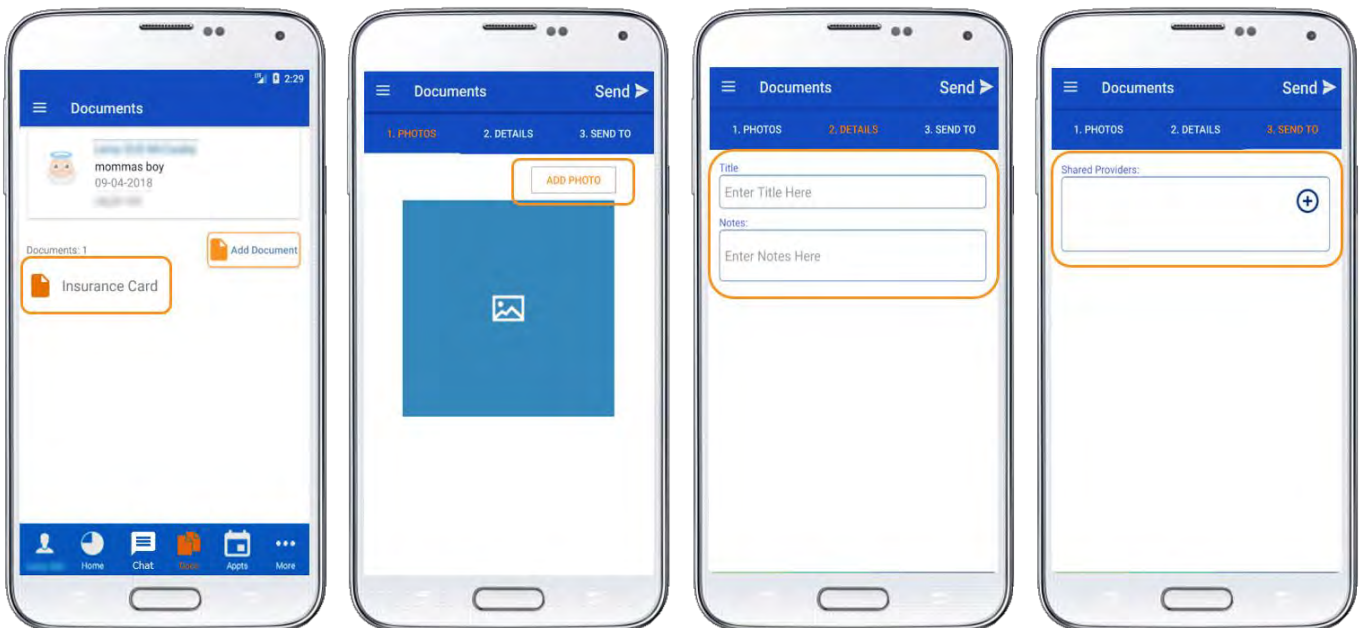 2:29
Documents
mommas boy
09-04-2018
Documents: 1
Add Document
Insurance Card
Home
Chat
Docs
Appts
More
Documents
Send
1. PHOTOS
2. DETAILS
3. SEND TO
ADD PHOTO
Documents
Send
1. PHOTOS
2. DETAILS
3. SEND TO
Title
Enter Title Here
Notes:
Enter Notes Here
Documents
Send
1. PHOTOS
2. DETAILS
3. SEND TO
Shared Providers: